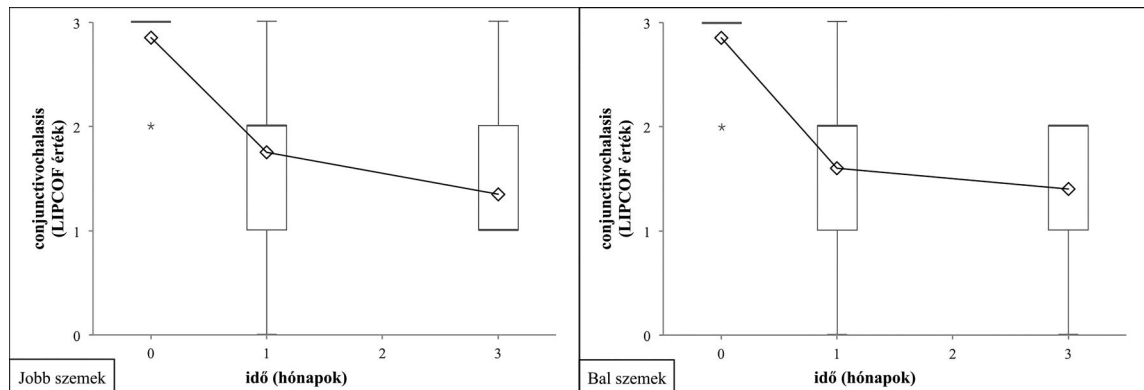 conjunctivochalasis
(LIPCOF érték)
3
2
1
0
*
0
1
2
3
idő (hónapok)
Jobb szemek
conjunctivochalasis
(LIPCOF érték)
3
2
1
0
*
0
1
2
3
idő (hónapok)
Bal szemek